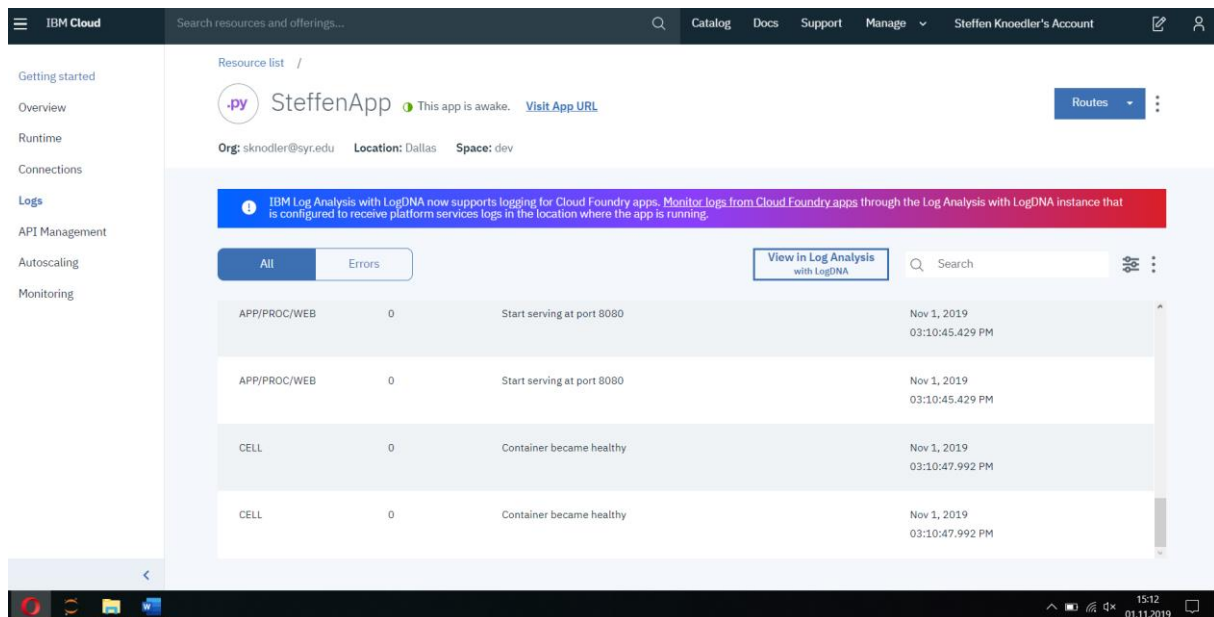 IBM Cloud
Search resources and offerings...
Catalog
Docs
Support
Manage
Steffen Knoedler's Account
Getting started
Overview
Runtime
Connections
Logs
API Management
Autoscaling
Monitoring
Resource list /
.py
SteffenApp
This app is awake.
Visit App URL
Routes
Org: sknodler@syr.edu Location: Dallas Space: dev
IBM Log Analysis with LogDNA now supports logging for Cloud Foundry apps. Monitor logs from Cloud Foundry apps through the Log Analysis with LogDNA instance that
is configured to receive platform services logs in the location where the app is running.
All
Errors
View in Log Analysis
with LogDNA
Search
APP/PROC/WEB 0 Start serving at port 8080 Nov 1, 2019
03:10:45.429 PM
APP/PROC/WEB 0 Start serving at port 8080 Nov 1, 2019
03:10:45.429 PM
CELL 0 Container became healthy Nov 1, 2019
03:10:47.992 PM
CELL 0 Container became healthy Nov 1, 2019
03:10:47.992 PM
15:12
01.11.2019